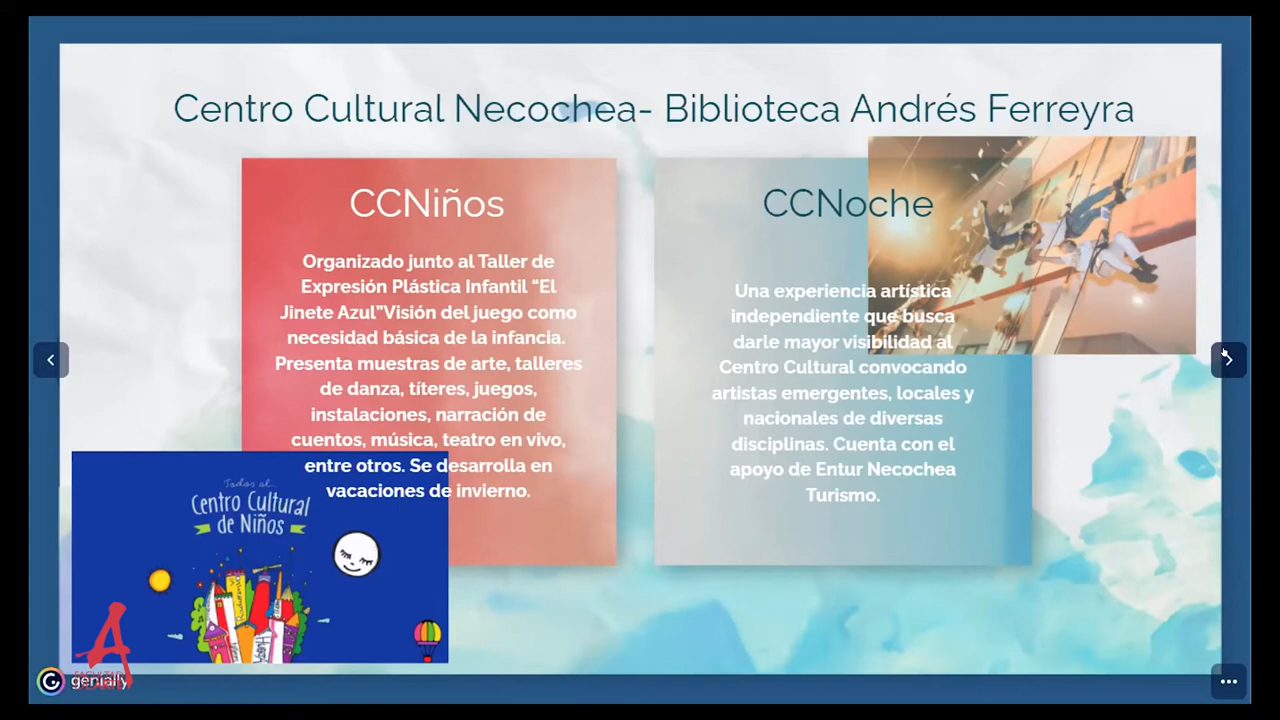 Centro Cultural Necochea- Biblioteca Andrés Ferreyra
CCNiños
Organizado junto al Taller de
Expresión Plástica Infantil “El
Jinete Azul”Visión del juego como
necesidad básica de la infancia.
Presenta muestras de arte, talleres
de danza, títeres, juegos,
instalaciones, narración de
cuentos, música, teatro en vivo,
entre otros. Se desarrolla en
vacaciones de invierno.
CCNoche
Una experiencia artística
independiente que busca
darle mayor visibilidad al
Centro Cultural convocando
artistas emergentes, locales y
nacionales de diversas
disciplinas. Cuenta con el
apoyo de Entur Necochea
Turismo.
Todos al...
Centro Cultural
de Niños
genially